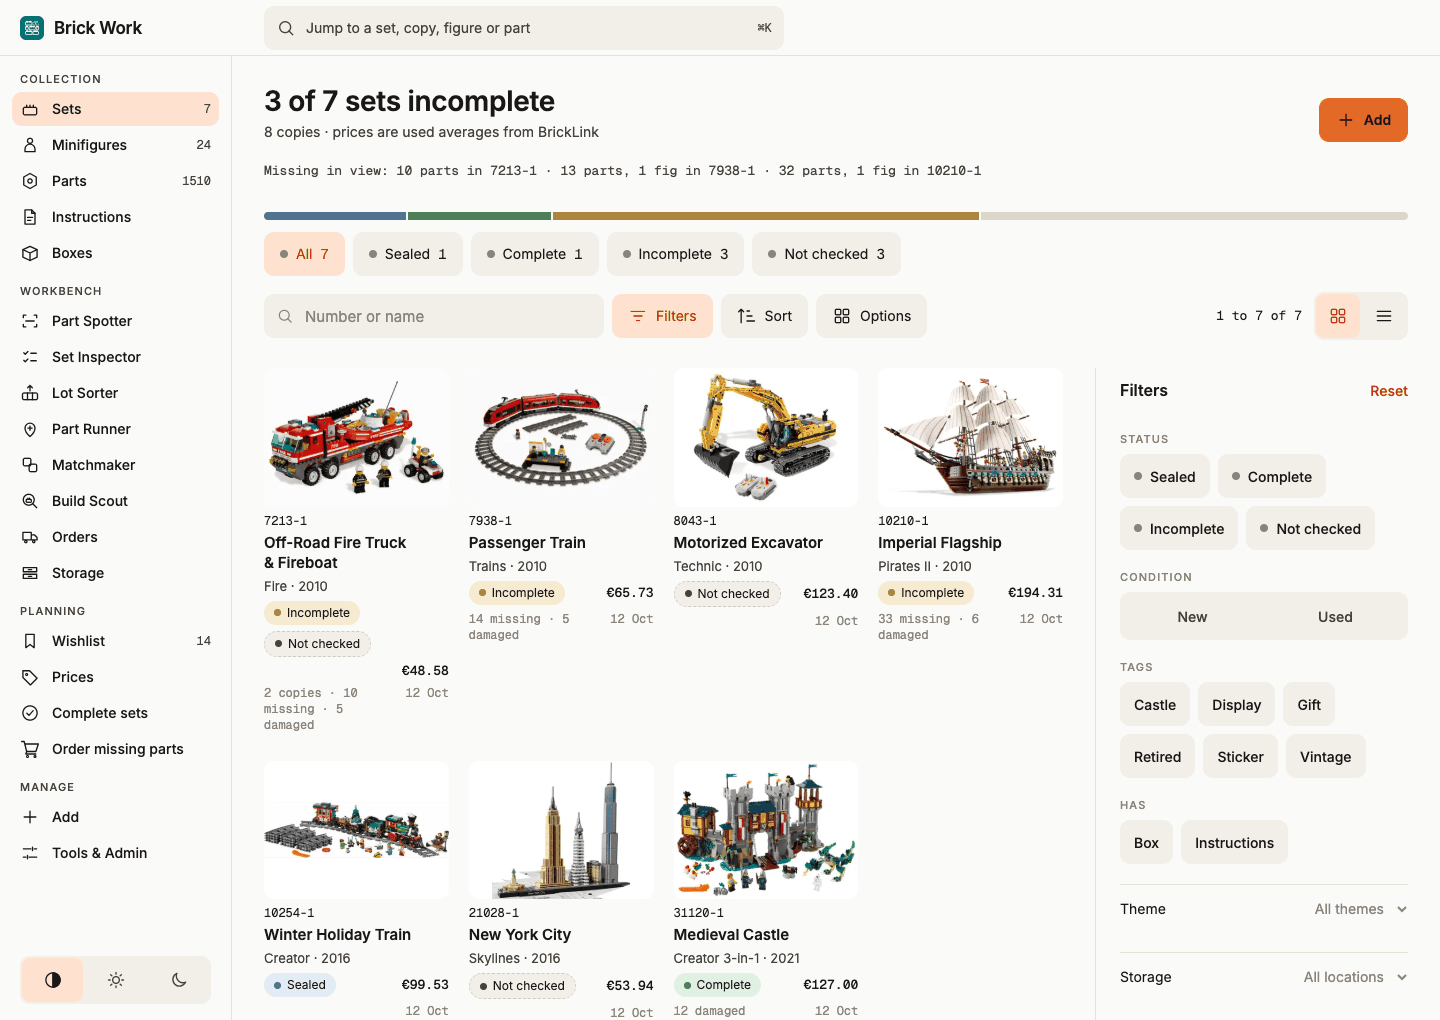 Brick Work
Jump to a set, copy, figure or part
⌘K
COLLECTION
Sets 7
Minifigures 24
Parts 1510
Instructions
Boxes
WORKBENCH
Part Spotter
Set Inspector
Lot Sorter
Part Runner
Matchmaker
Build Scout
Orders
Storage
PLANNING
Wishlist 14
Prices
Complete sets
Order missing parts
MANAGE
Add
Tools & Admin
3 of 7 sets incomplete
8 copies · prices are used averages from BrickLink
Add
Missing in view: 10 parts in 7213-1 · 13 parts, 1 fig in 7938-1 · 32 parts, 1 fig in 10210-1
All 7
Sealed 1
Complete 1
Incomplete 3
Not checked 3
Number or name
Filters
Sort
Options
1 to 7 of 7
7213-1
Off-Road Fire Truck
& Fireboat
Fire · 2010
Incomplete
Not checked
€48.58
2 copies · 10
missing · 5
damaged
12 Oct
7938-1
Passenger Train
Trains · 2010
Incomplete
€65.73
14 missing · 5
damaged
12 Oct
8043-1
Motorized Excavator
Technic · 2010
Not checked
€123.40
12 Oct
10210-1
Imperial Flagship
Pirates II · 2010
Incomplete
€194.31
33 missing · 6
damaged
12 Oct
10254-1
Winter Holiday Train
Creator · 2016
Sealed
€99.53
12 Oct
21028-1
New York City
Skylines · 2016
Not checked
€53.94
12 Oct
31120-1
Medieval Castle
Creator 3-in-1 · 2021
Complete
€127.00
12 damaged
12 Oct
Filters
Reset
STATUS
Sealed
Complete
Incomplete
Not checked
CONDITION
New
Used
TAGS
Castle
Display
Gift
Retired
Sticker
Vintage
HAS
Box
Instructions
Theme
All themes
Storage
All locations